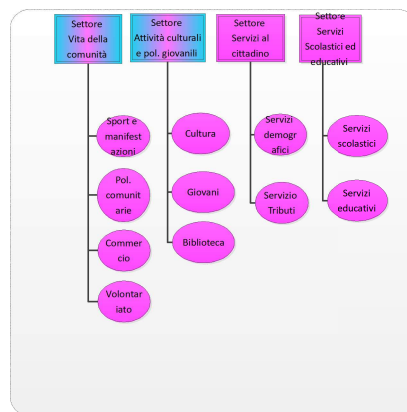 Settore
Vita della
comunità
Settore
Attività culturali
e pol. giovanili
Settore
Servizi al
cittadino
Settore
Servizi
Scolastici ed
educativi
Sport e
manifest
azioni
Pol.
comunit
arie
Commer
cio
Volontar
iato
Cultura
Giovani
Biblioteca
Servizi
demogr
afici
Servizio
Tributi
Servizi
scolastici
Servizi
educativi